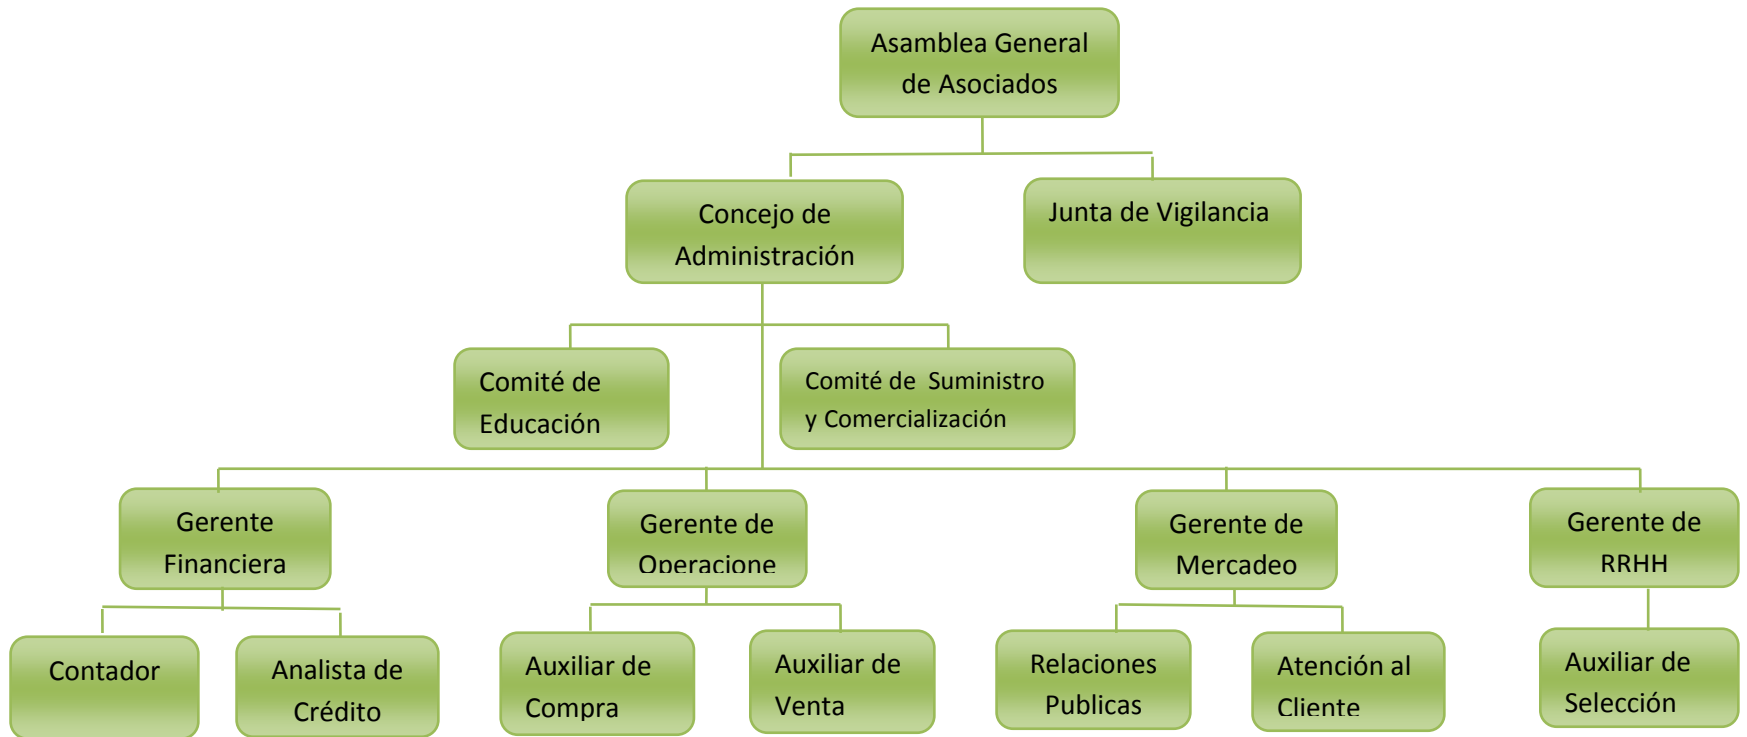 Asamblea General
de Asociados
Concejo de
Administración
Junta de Vigilancia
Comité de
Educación
Comité de Suministro
y Comercialización
Gerente
Financiera
Gerente de
Operacione
Gerente de
Mercadeo
Gerente de
RRHH
Contador
Analista de
Crédito
Auxiliar de
Compra
Auxiliar de
Venta
Relaciones
Publicas
Atención al
Cliente
Auxiliar de
Selección